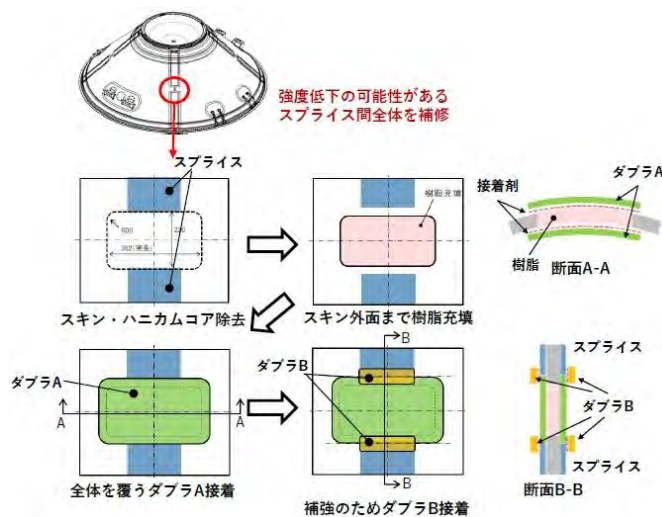 強度低下の可能性がある
スプライス間全体を補修
スプライス
樹脂充填
接着剤
ダブラA
樹脂
断面A-A
スキン・ハニカムコア除去
スキン外面まで樹脂充填
B
ダブラA
A
A
ダブラB
B
スプライス
ダブラB
スプライス
全体を覆うダブラA接着
補強のためダブラB接着
断面B-B